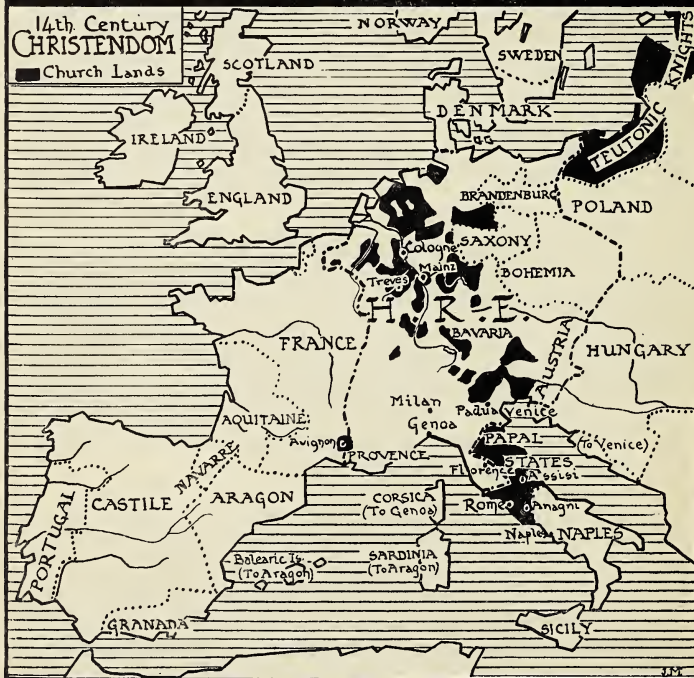 14th. Century
CHRISTENDOM
Church Lands
NORWAY
SWEDEN
SCOTLAND
DENMARK
TEUTONIC KNIGHTS
IRELAND
ENGLAND
BRANDENBURG
POLAND
SAXONY
Cologne
Mainz
Treves
BOHEMIA
H. R. E.
BAVARIA
FRANCE
AUSTRIA
HUNGARY
Milan
Genoa
Padua
Venice
AQUITAINE
Avignon
PROVENCE
PAPAL
STATES
(To Venice)
Florence
Assisi
NAVARRE
CASTILE
ARAGON
PORTUGAL
CORSICA
(To Genoa)
Rome
Anagni
Naples
NAPLES
Balearic Is.
(To Aragon)
SARDINIA
(To Aragon)
GRANADA
SICILY
J.M.